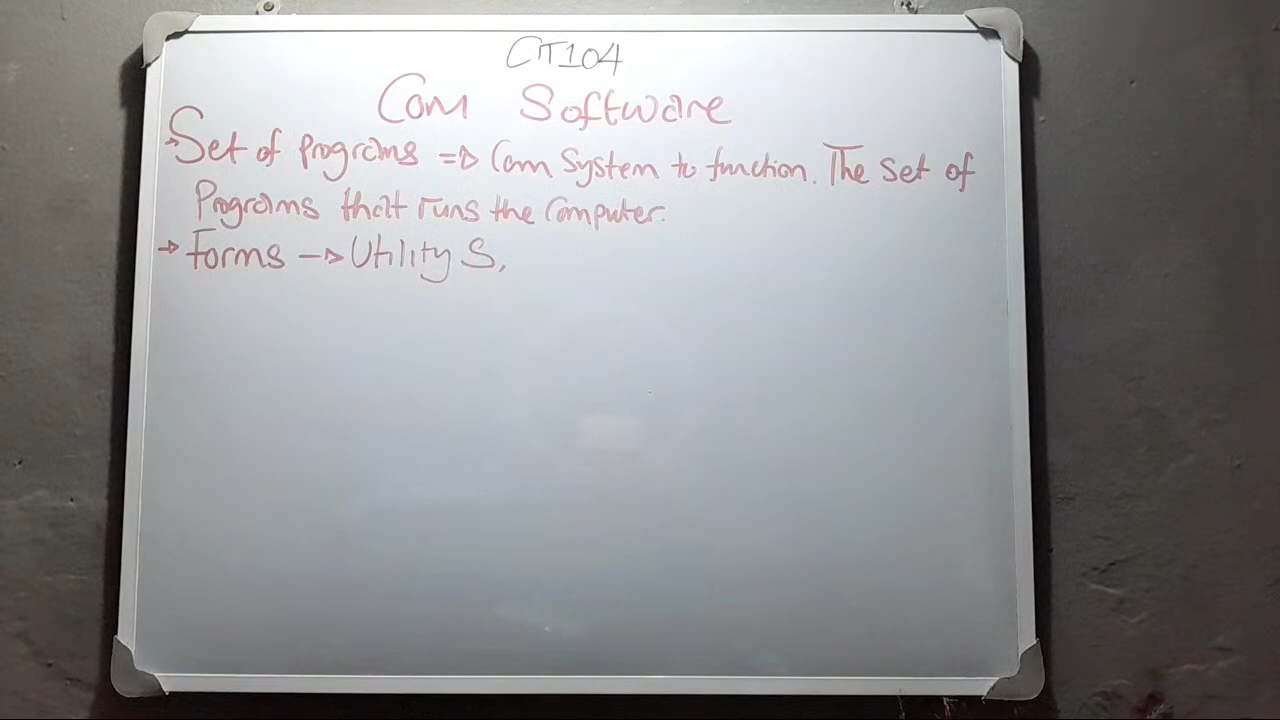 CIT104
Com Software
→ Set of programs => Com System to function. The set of
Programs that runs the Computer.
→ Forms → Utility S,